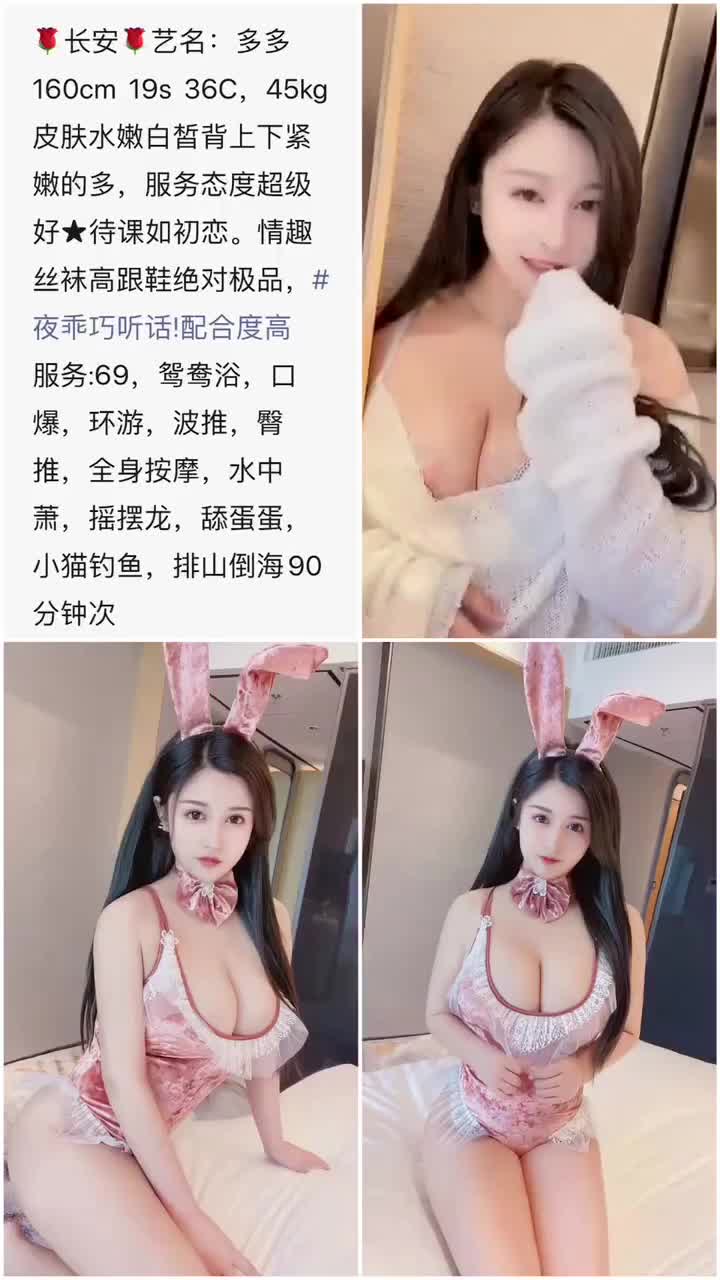 🌹长安🌹艺名：多多
160cm 19s 36C，45kg
皮肤水嫩白皙背上下紧
嫩的多，服务态度超级
好★待课如初恋。情趣
丝袜高跟鞋绝对极品，#
夜乖巧听话!配合度高
服务:69，鸳鸯浴，口
爆，环游，波推，臀
推，全身按摩，水中
萧，摇摆龙，舔蛋蛋，
小猫钓鱼，排山倒海90
分钟次